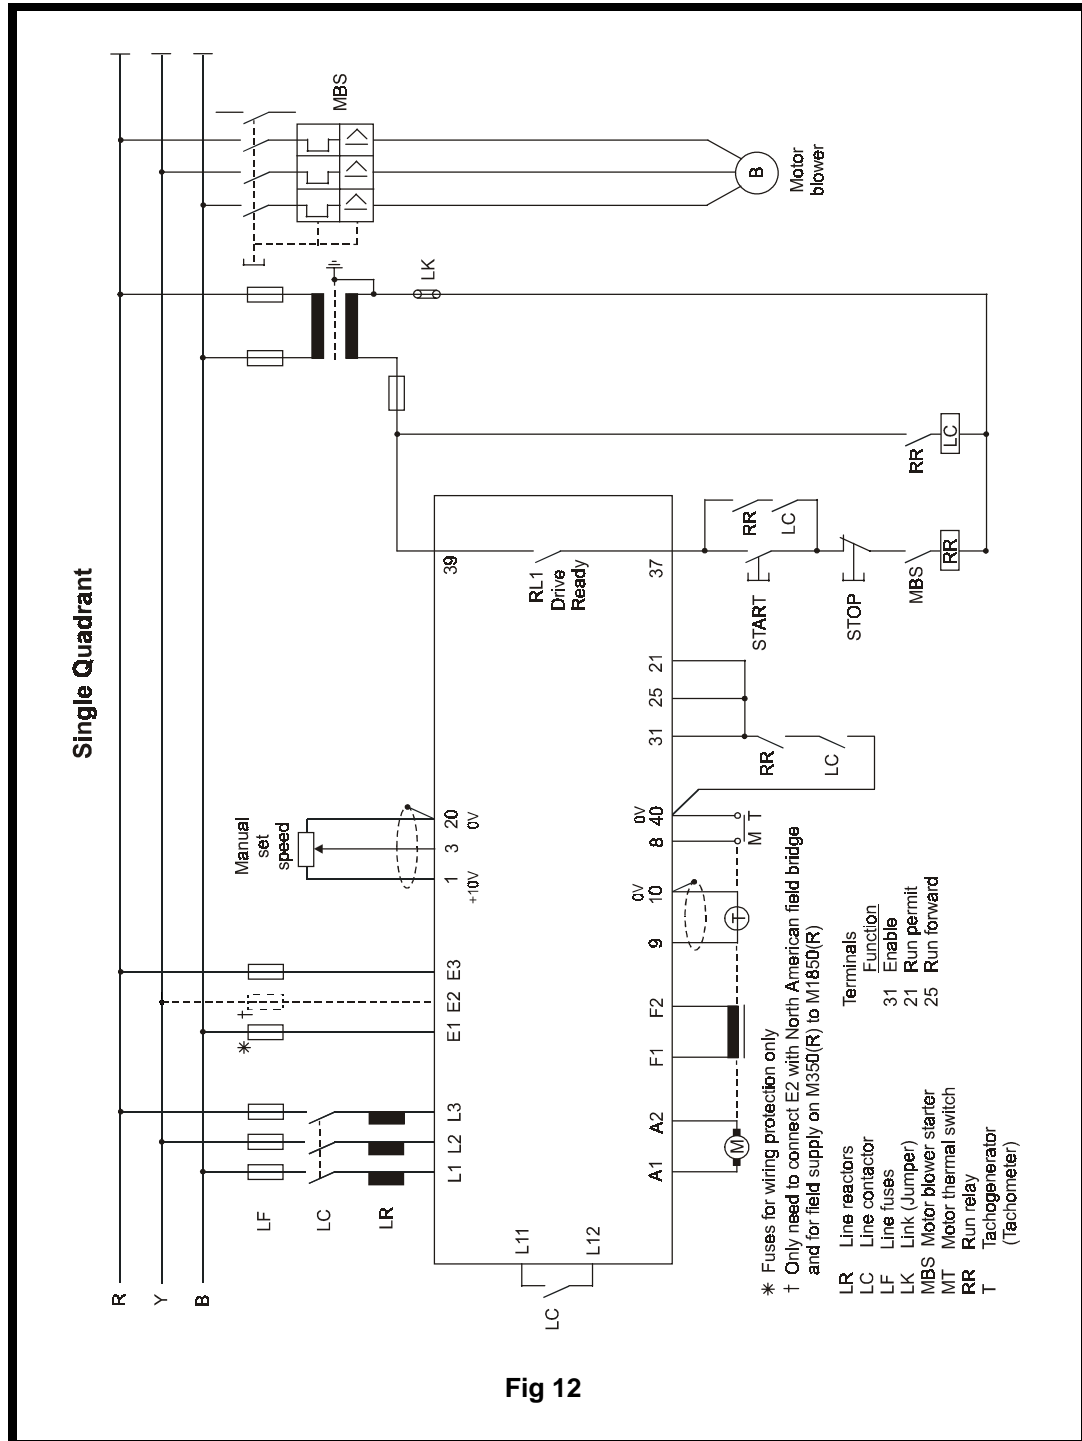 Single Quadrant
R
Y
B
MBS
B
Motor
blower
LK
LF
LC
LR
*
†
Manual
set
speed
L1
L2
L3
E1
E2
E3
1
3
20
+10V
0V
39
RL1
Drive
Ready
RR
LC
L11
L12
LC
A1
A2
F1
F2
9
10
8
40
31
25
21
37
0V
0V
M
T
M
T
RR
LC
RR
LC
START
STOP
MBS
RR
* Fuses for wiring protection only
† Only need to connect E2 with North American field bridge
and for field supply on M350(R) to M1850(R)
LR Line reactors
LC Line contactor
LF Line fuses
LK Link (Jumper)
MBS Motor blower starter
MT Motor thermal switch
RR Run relay
T Tachogenerator
(Tachometer)
Terminals
Function
31 Enable
21 Run permit
25 Run forward
Fig 12